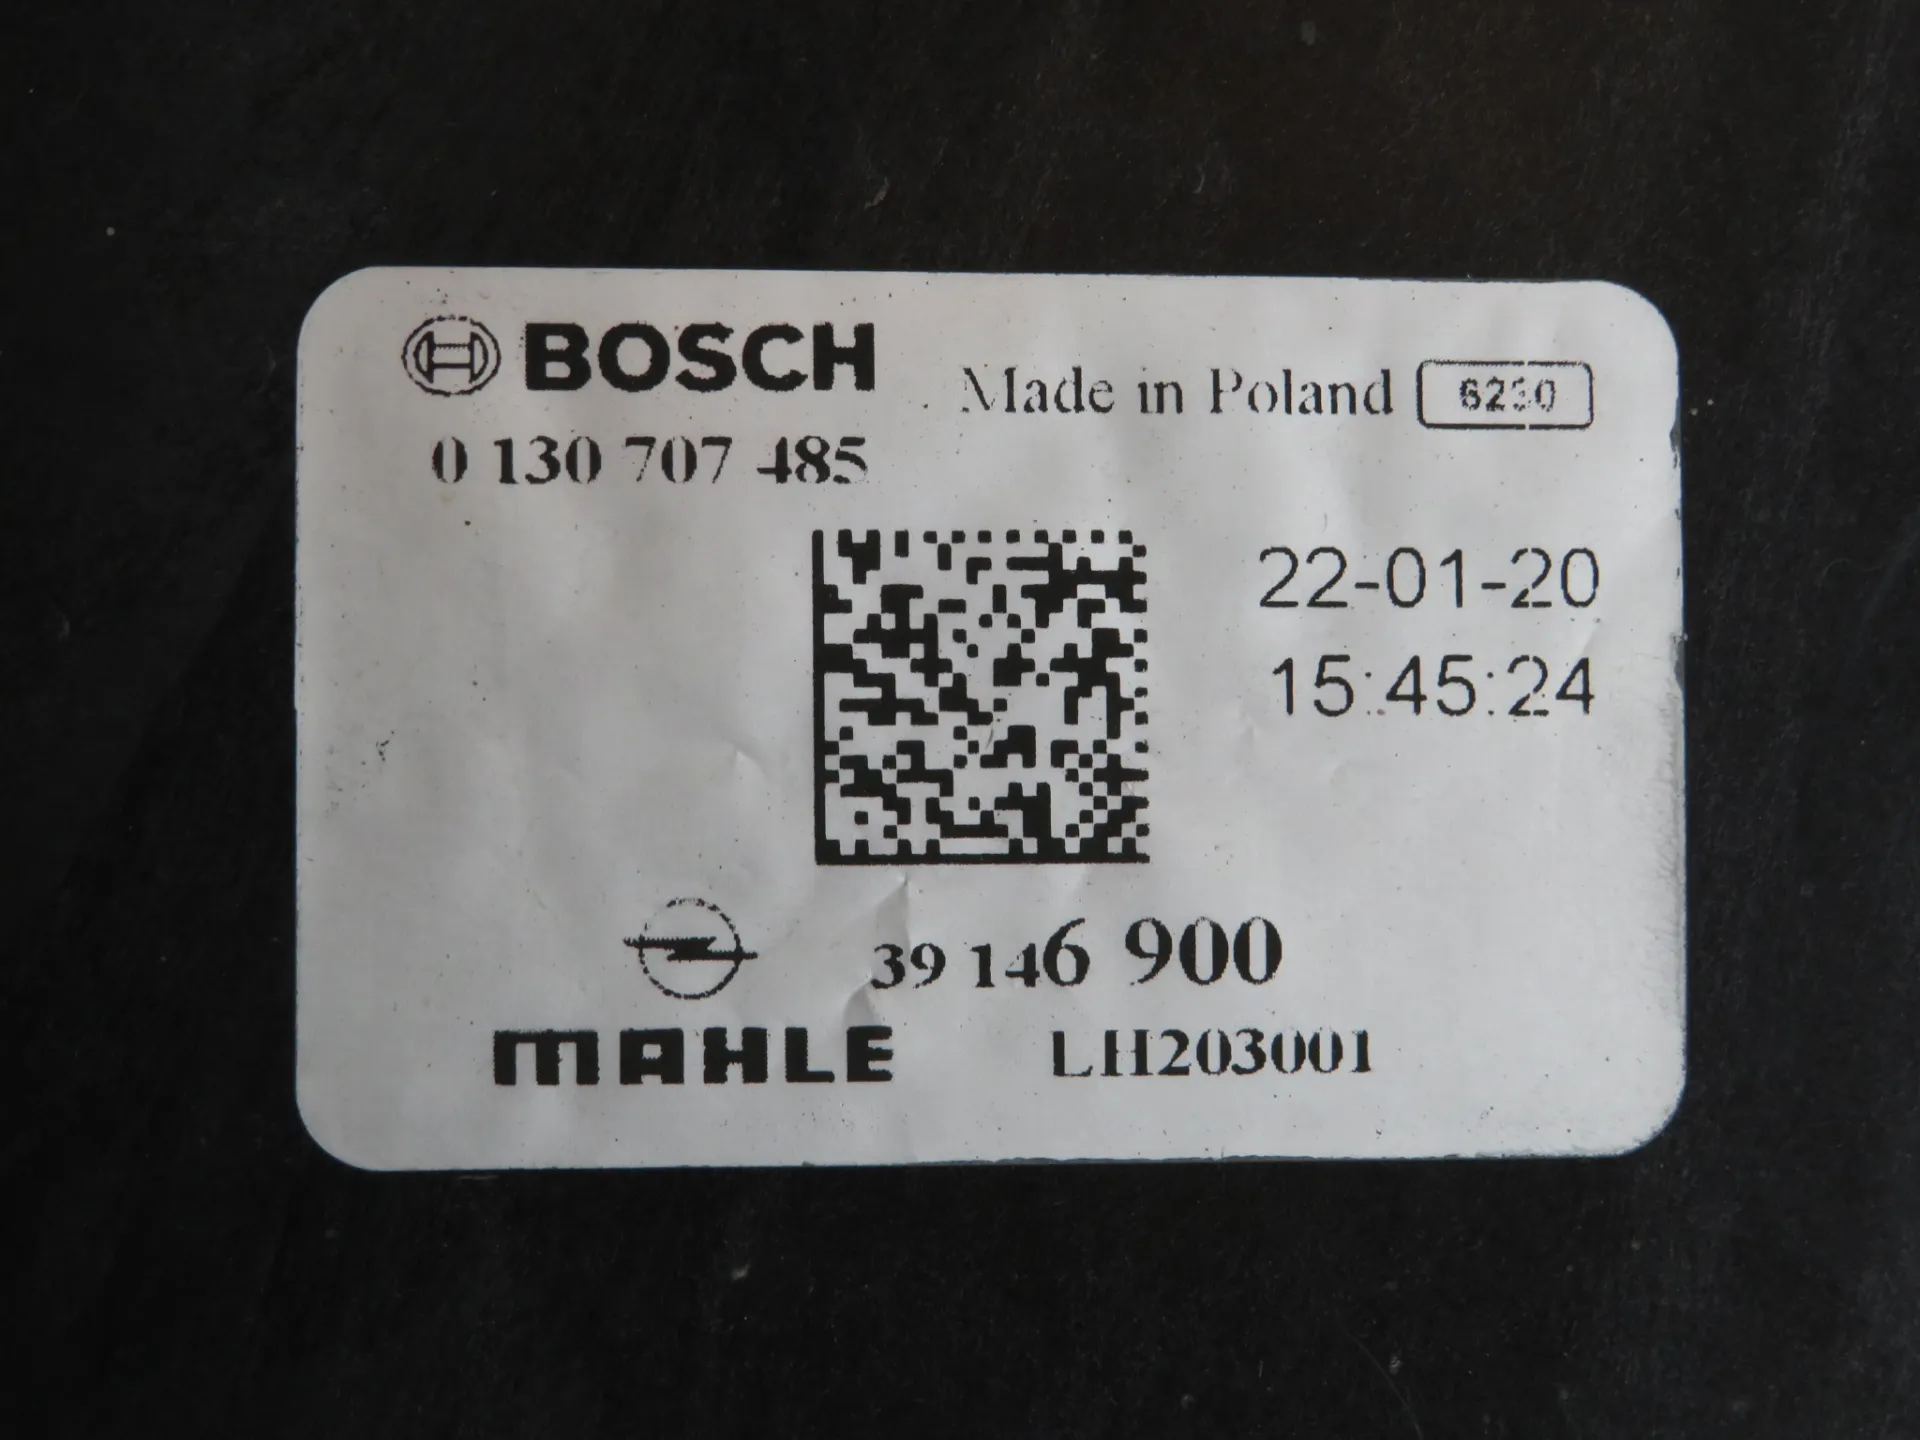 BOSCH
Made in Poland
0 130 707 485
22-01-20
15:45:24
39 146 900
MAHLE LH203001